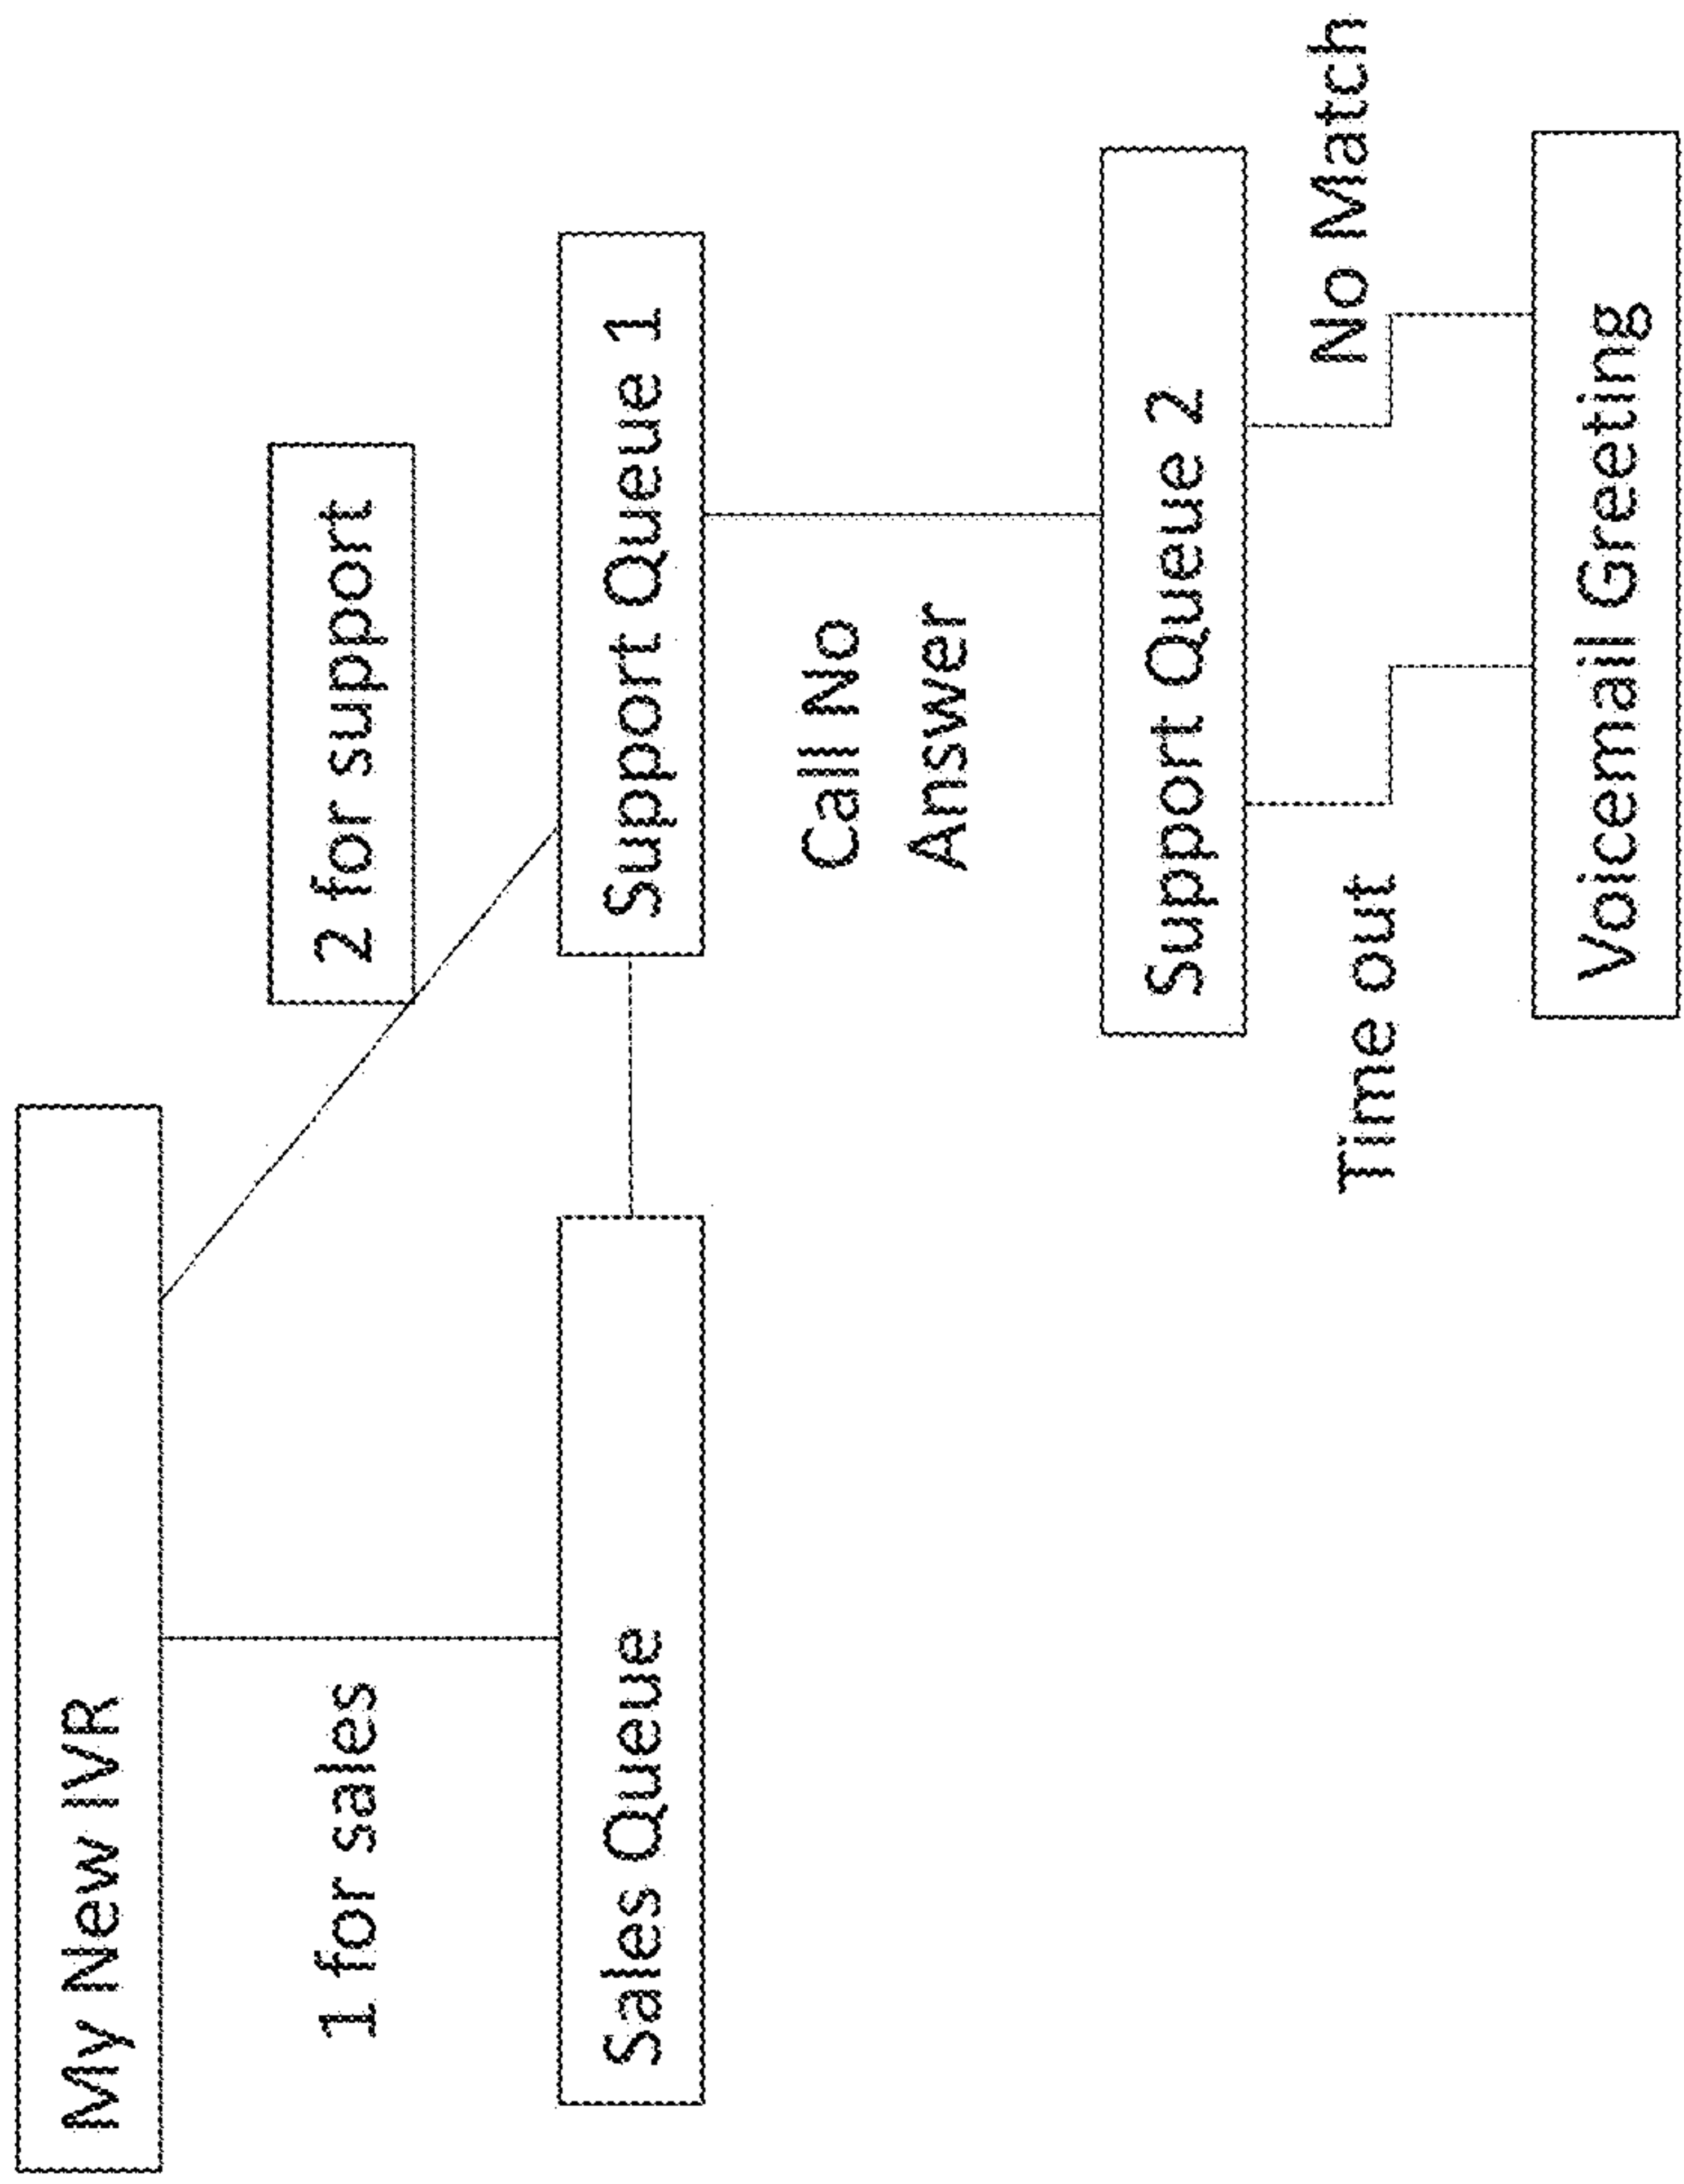 My New IVR
1 for sales
2 for support
Sales Queue
Support Queue 1
Call No
Answer
Support Queue 2
Time out
No Match
Voicemail Greeting